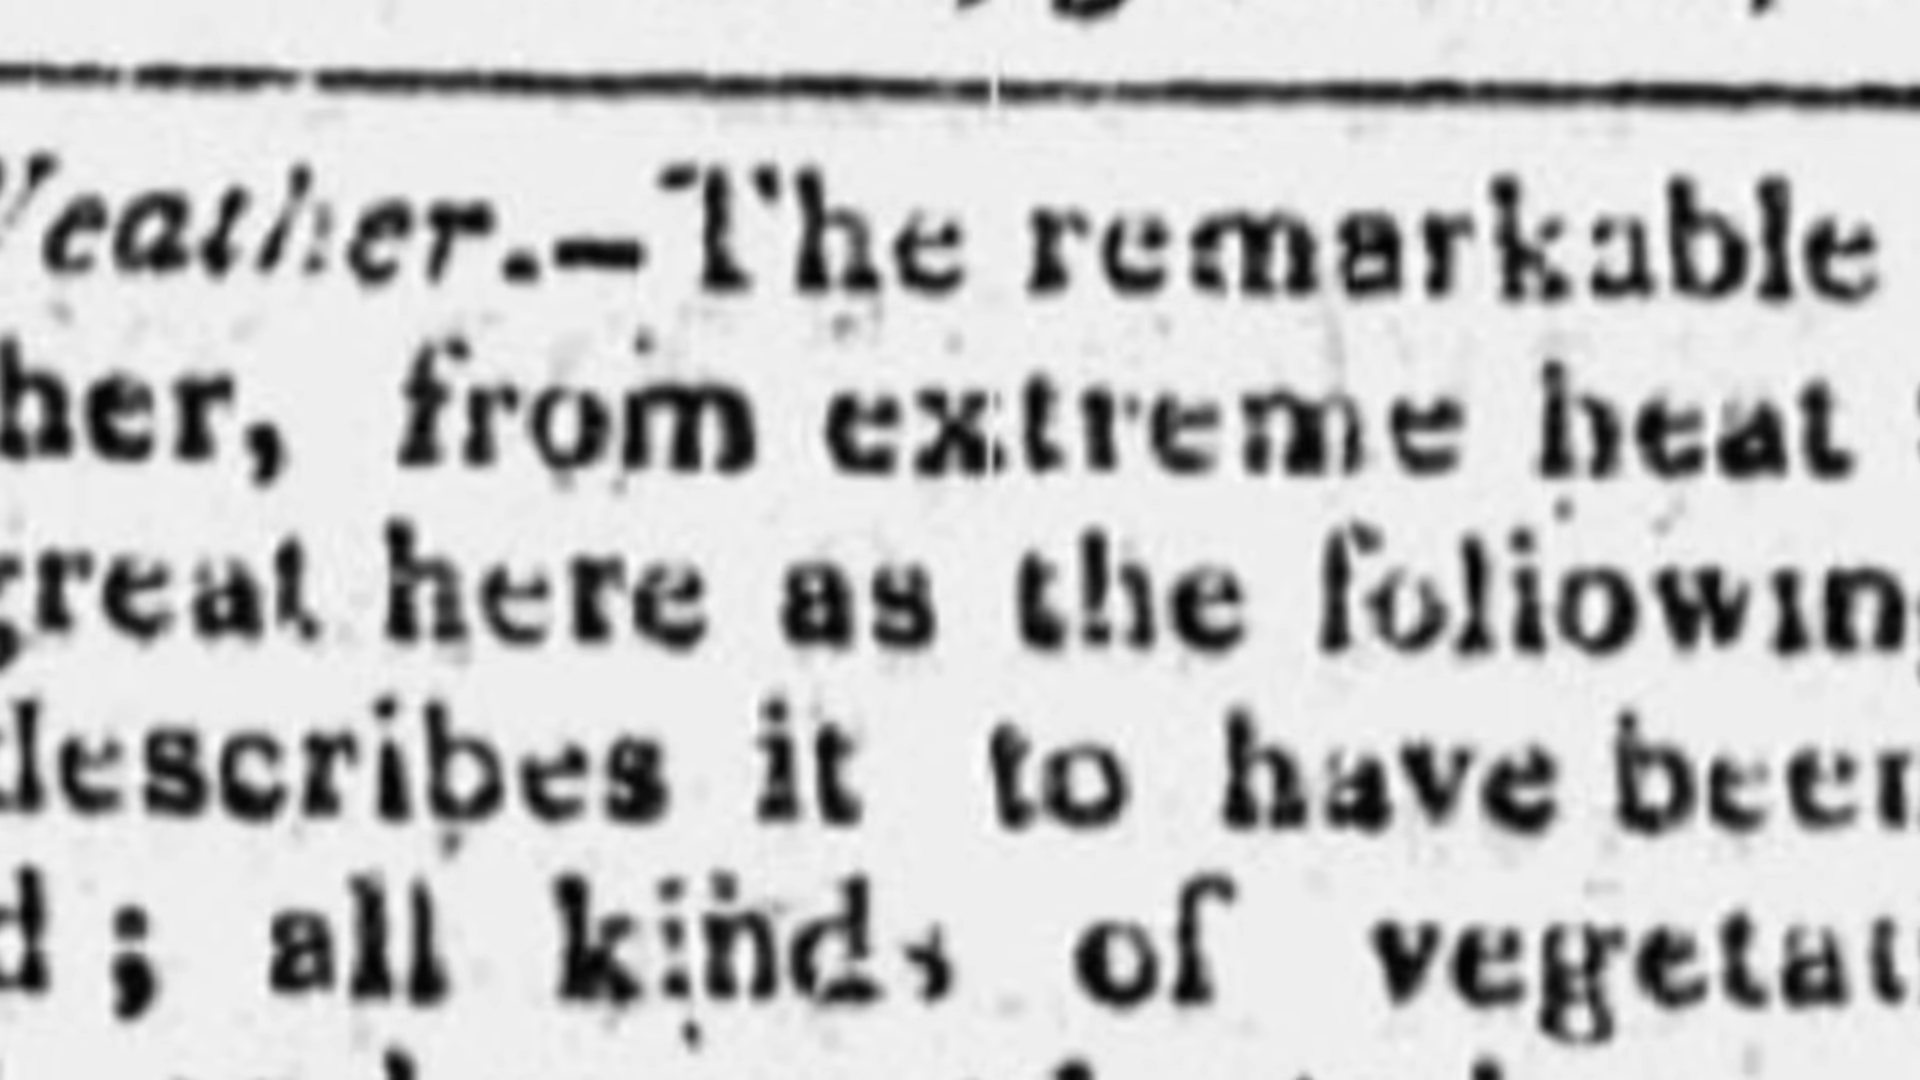 Weather.—The remarkable
her, from extreme heat
great here as the following
describes it to have been
d ; all kinds of vegetat